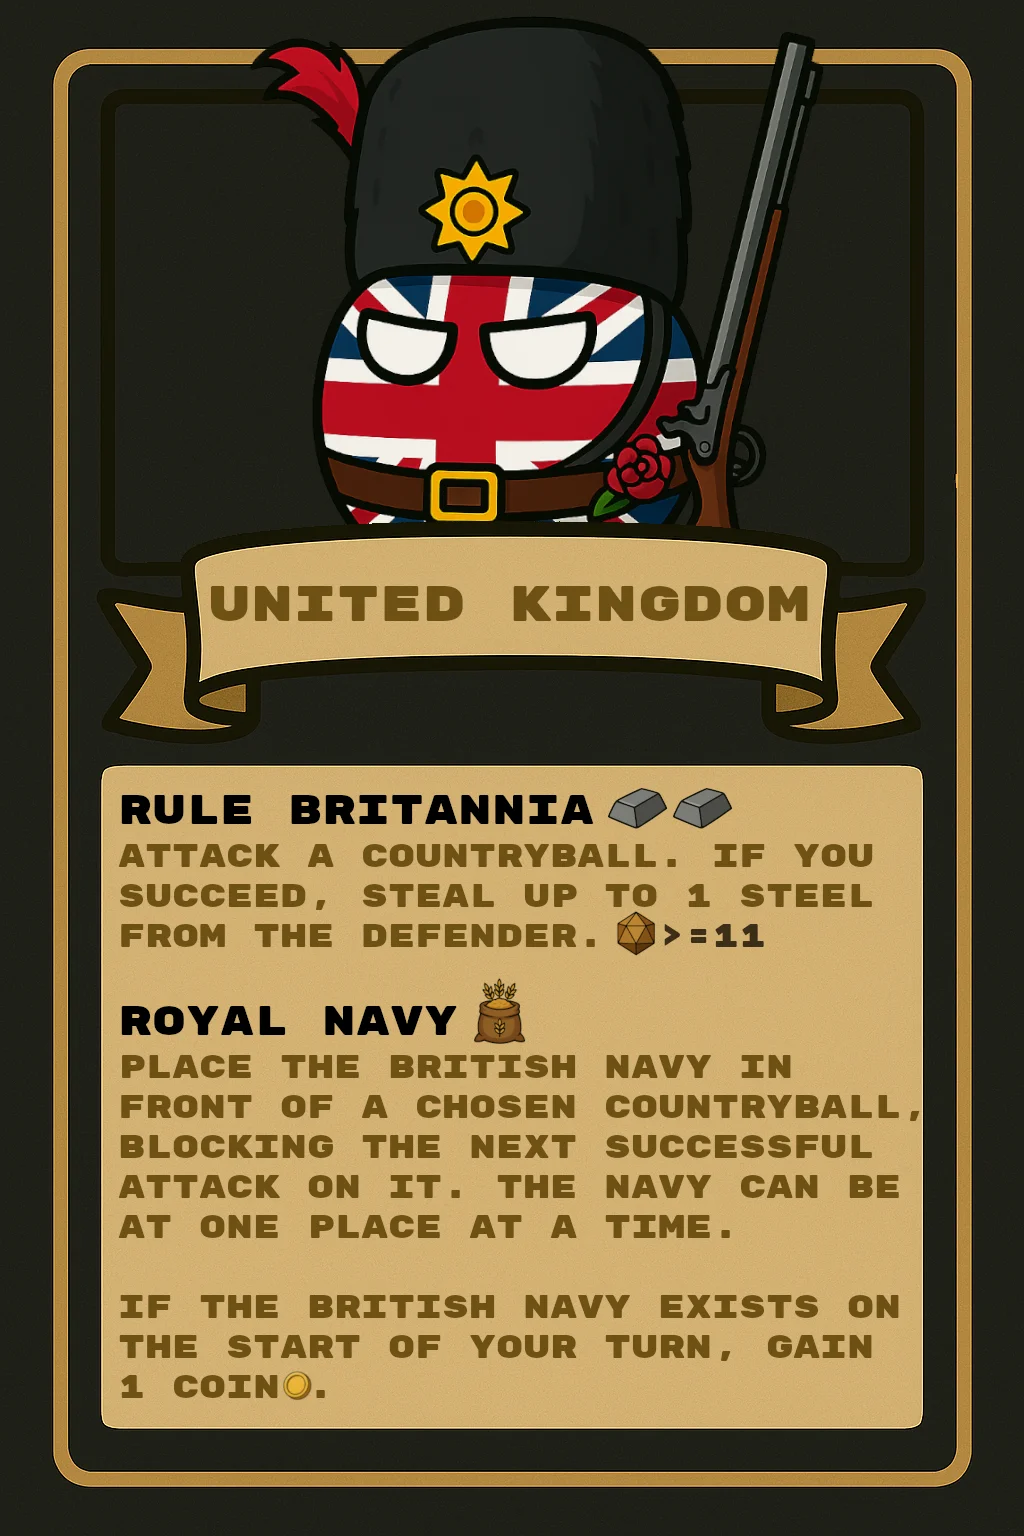 UNITED KINGDOM
RULE BRITANNIA
ATTACK A COUNTRYBALL. IF YOU
SUCCEED, STEAL UP TO 1 STEEL
FROM THE DEFENDER. >=11
ROYAL NAVY
PLACE THE BRITISH NAVY IN
FRONT OF A CHOSEN COUNTRYBALL,
BLOCKING THE NEXT SUCCESSFUL
ATTACK ON IT. THE NAVY CAN BE
AT ONE PLACE AT A TIME.
IF THE BRITISH NAVY EXISTS ON
THE START OF YOUR TURN, GAIN
1 COIN.